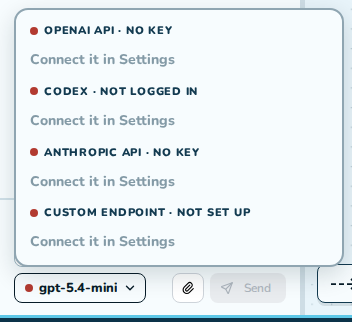 OPENAI API · NO KEY
Connect it in Settings
CODEX · NOT LOGGED IN
Connect it in Settings
ANTHROPIC API · NO KEY
Connect it in Settings
CUSTOM ENDPOINT · NOT SET UP
Connect it in Settings
gpt-5.4-mini
Send